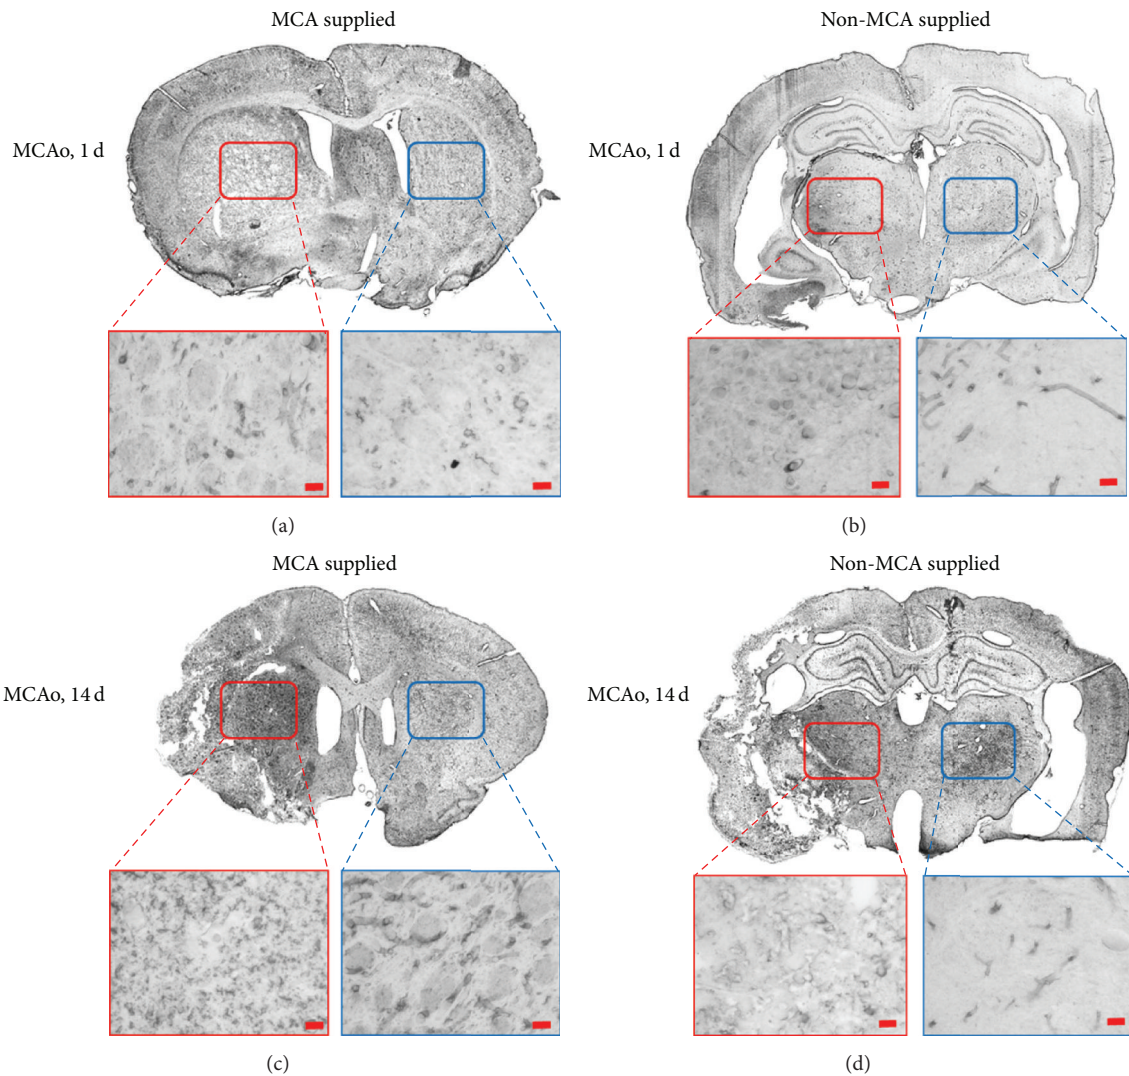 MCA supplied
Non-MCA supplied
MCAo, 1 d
MCAo, 1 d
(a)
(b)
MCA supplied
Non-MCA supplied
MCAo, 14 d
MCAo, 14 d
(c)
(d)